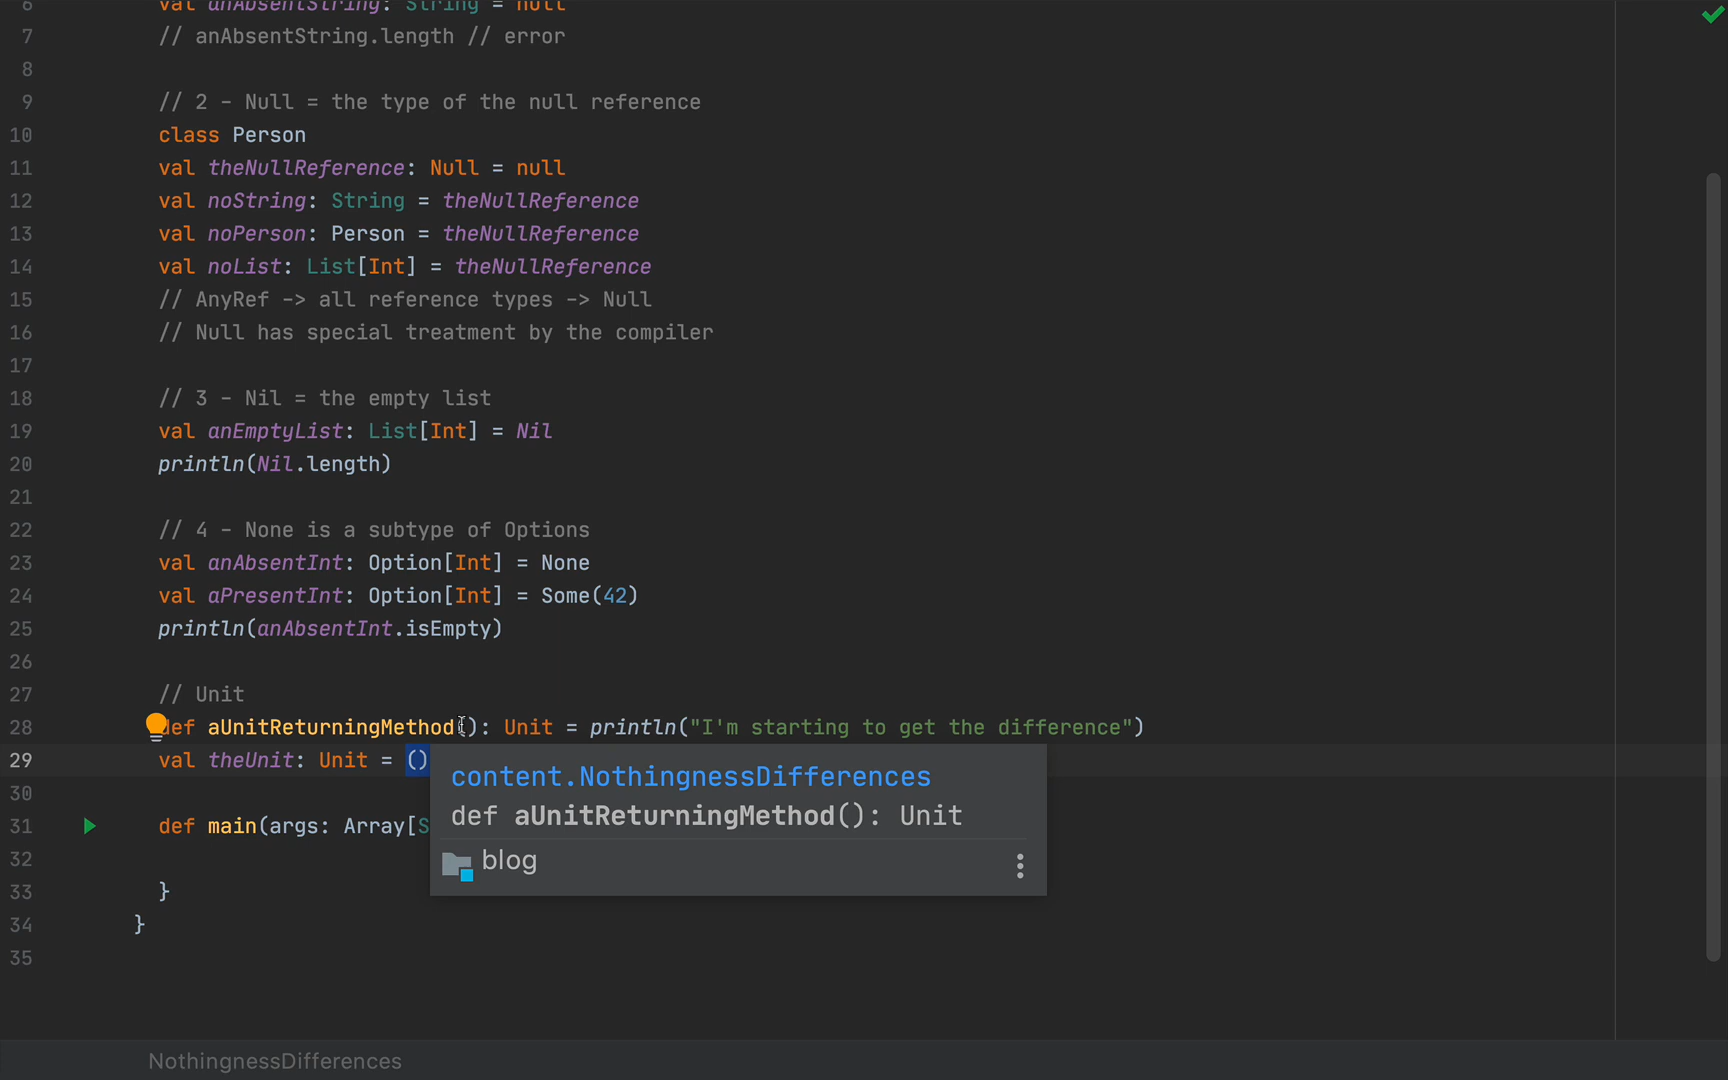 6 val anAbsentString: String = null
7 // anAbsentString.length // error
8
9 // 2 - Null = the type of the null reference
10 class Person
11 val theNullReference: Null = null
12 val noString: String = theNullReference
13 val noPerson: Person = theNullReference
14 val noList: List[Int] = theNullReference
15 // AnyRef -> all reference types -> Null
16 // Null has special treatment by the compiler
17
18 // 3 - Nil = the empty list
19 val anEmptyList: List[Int] = Nil
20 println(Nil.length)
21
22 // 4 - None is a subtype of Options
23 val anAbsentInt: Option[Int] = None
24 val aPresentInt: Option[Int] = Some(42)
25 println(anAbsentInt.isEmpty)
26
27 // Unit
28 def aUnitReturningMethod(): Unit = println("I'm starting to get the difference")
29 val theUnit: Unit = ()
content.NothingnessDifferences
30
def aUnitReturningMethod(): Unit
31 def main(args: Array[S
32
blog
33 }
34 }
35
NothingnessDifferences